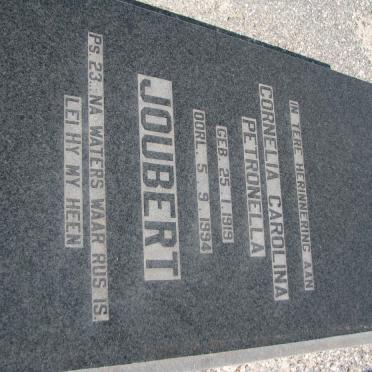 IN TERE HERINNERING AAN
CORNELIA CAROLINA
PETRONELLA
GEB. 25 . 1 . 1919
OORL. 5 . 9 . 1994
JOUBERT
PS. 23. NA WATERS WAAR RUS IS,
LEI HY MY HEEN